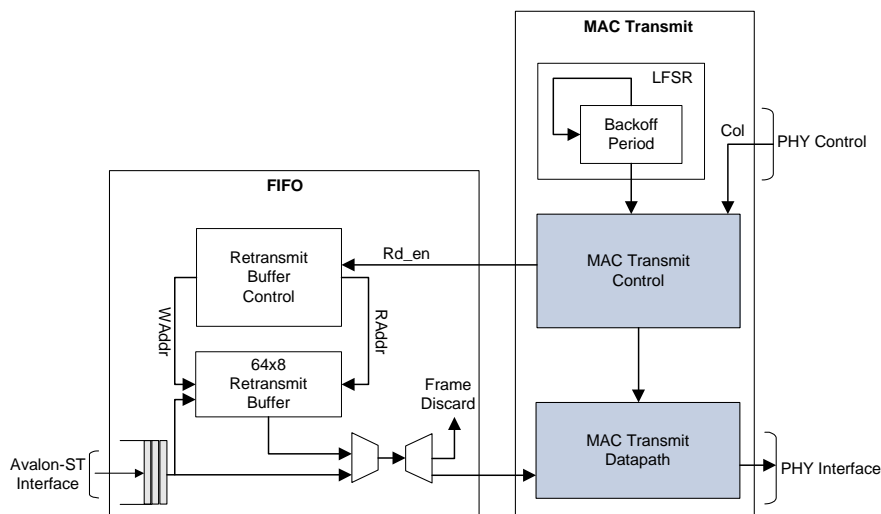 MAC Transmit
LFSR
Backoff
Period
Col
PHY Control
FIFO
Retransmit
Buffer
Control
Rd_en
MAC Transmit
Control
WAddr
RAddr
64x8
Retransmit
Buffer
Frame
Discard
MAC Transmit
Datapath
Avalon-ST
Interface
PHY Interface